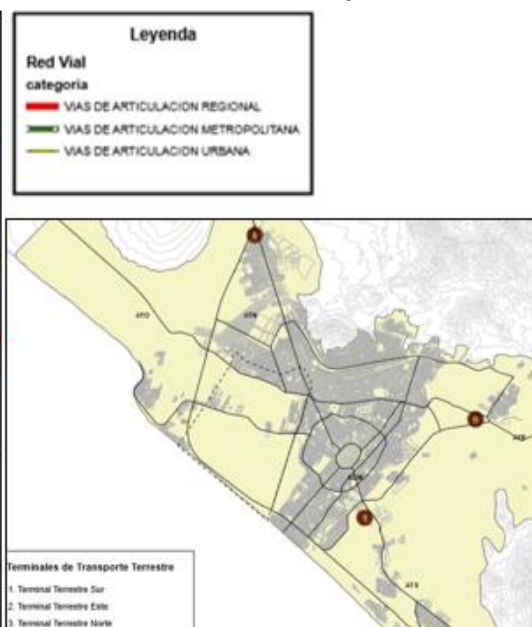 Leyenda
Red Vial
categoria
VIAS DE ARTICULACION REGIONAL
VIAS DE ARTICULACION METROPOLITANA
VIAS DE ARTICULACION URBANA
Terminales de Transporte Terrestre
1. Terminal Terrestre Sur
2. Terminal Terrestre Este
3. Terminal Terrestre Norte